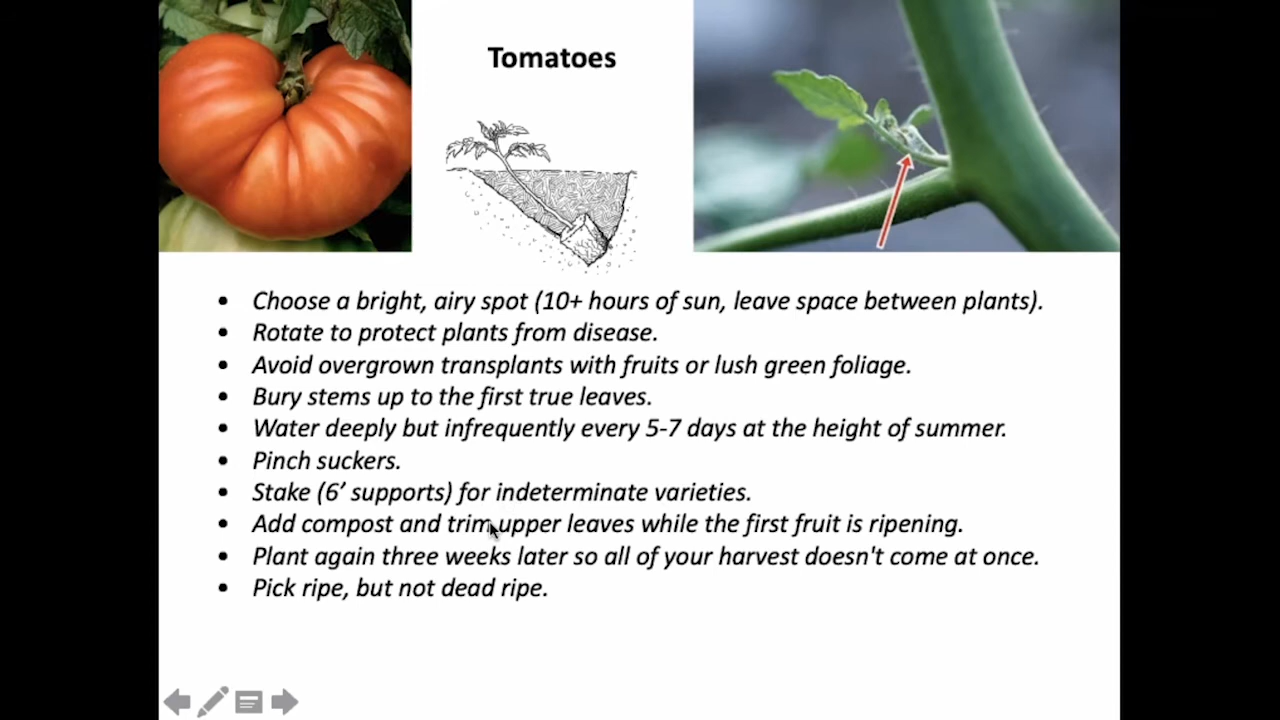 Tomatoes
• Choose a bright, airy spot (10+ hours of sun, leave space between plants).
• Rotate to protect plants from disease.
• Avoid overgrown transplants with fruits or lush green foliage.
• Bury stems up to the first true leaves.
• Water deeply but infrequently every 5-7 days at the height of summer.
• Pinch suckers.
• Stake (6’ supports) for indeterminate varieties.
• Add compost and trim upper leaves while the first fruit is ripening.
• Plant again three weeks later so all of your harvest doesn't come at once.
• Pick ripe, but not dead ripe.